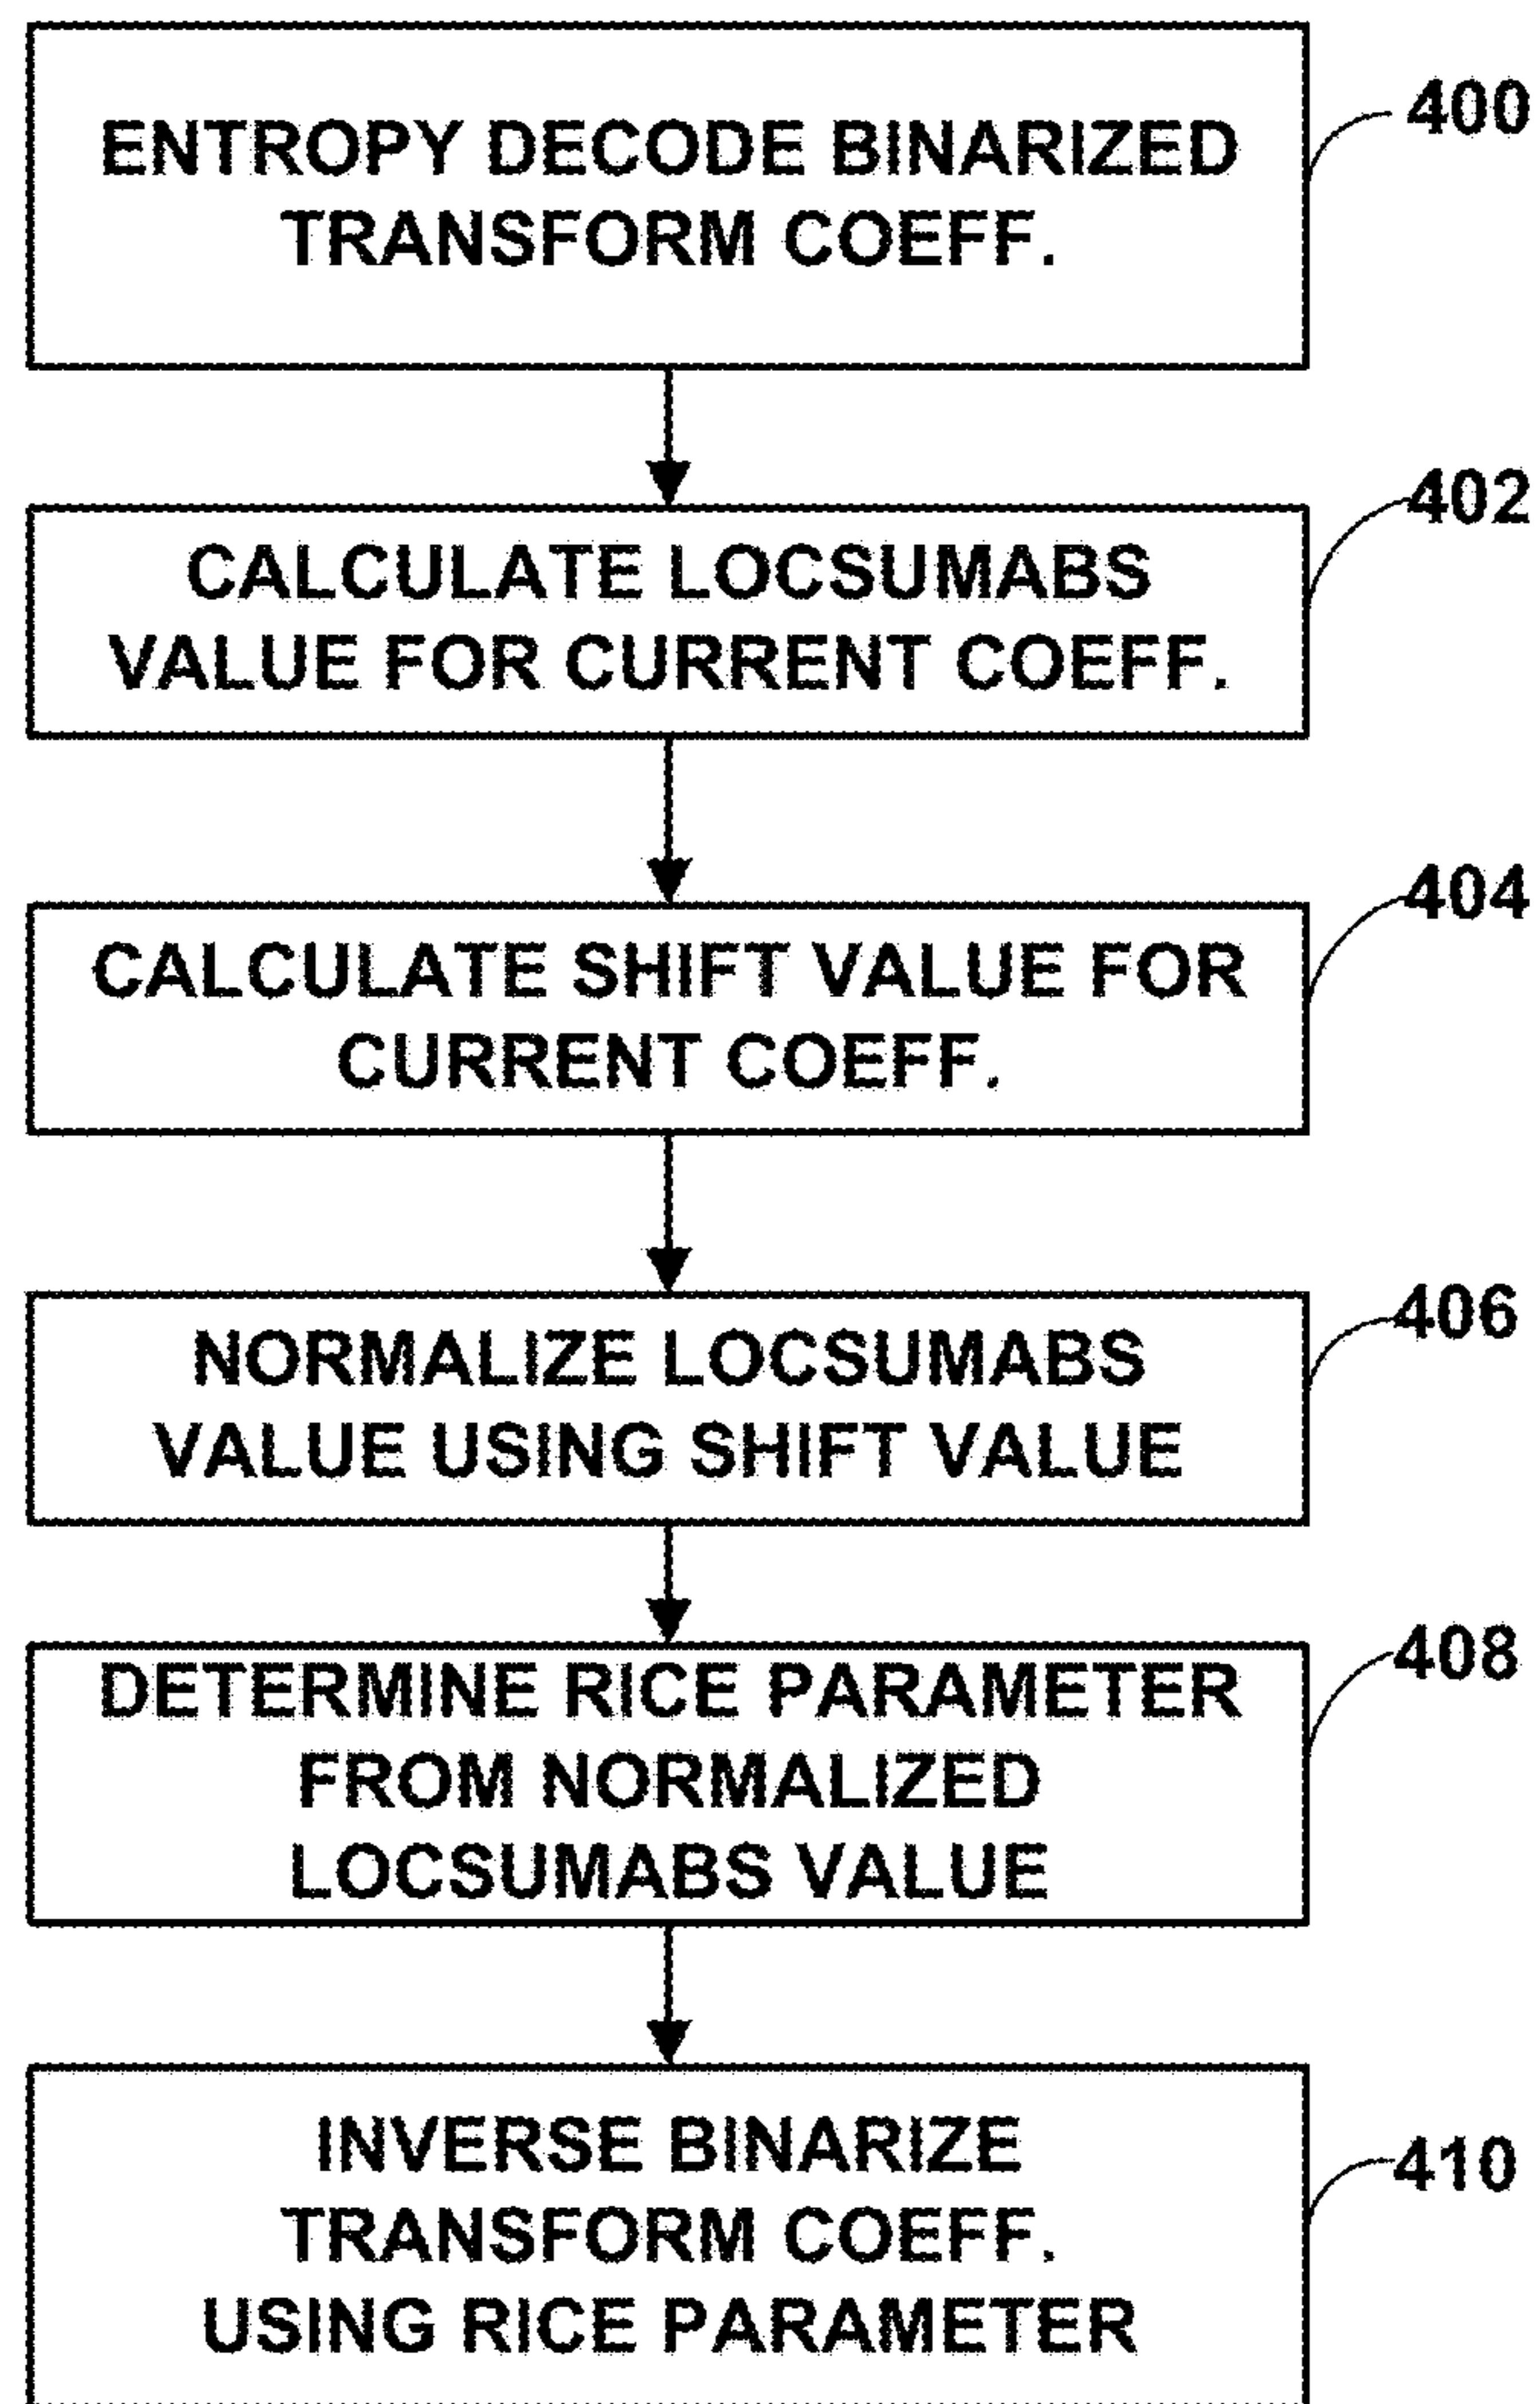 ENTROPY DECODE BINARIZED
TRANSFORM COEFF.
400
CALCULATE LOCSUMABS
VALUE FOR CURRENT COEFF.
402
CALCULATE SHIFT VALUE FOR
CURRENT COEFF.
404
NORMALIZE LOCSUMABS
VALUE USING SHIFT VALUE
406
DETERMINE RICE PARAMETER
FROM NORMALIZED
LOCSUMABS VALUE
408
INVERSE BINARIZE
TRANSFORM COEFF.
USING RICE PARAMETER
410